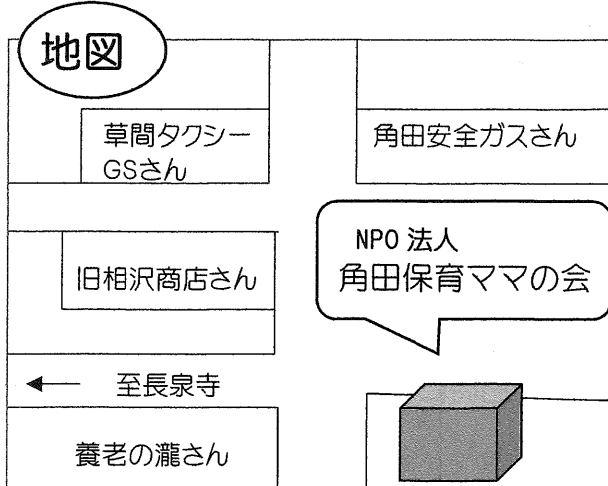 地図
草間タクシー
GSさん
角田安全ガスさん
NPO 法人
角田保育ママの会
旧相沢商店さん
至長泉寺
養老の瀧さん